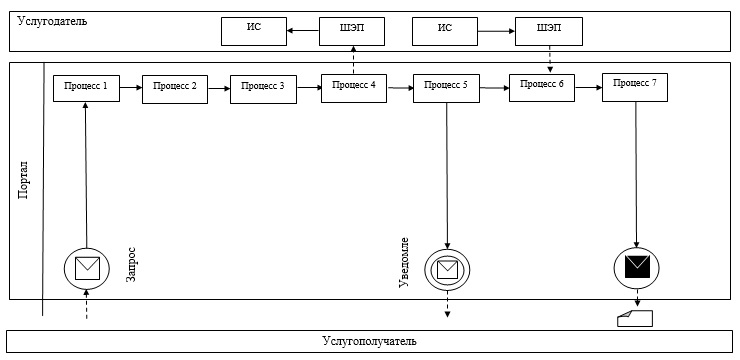 Услугодатель
ИС
ШЭП
ИС
ШЭП
Процесс 1
Процесс 2
Процесс 3
Процесс 4
Процесс 5
Процесс 6
Процесс 7
Портал
Запрос
Уведомле
Услугополучатель